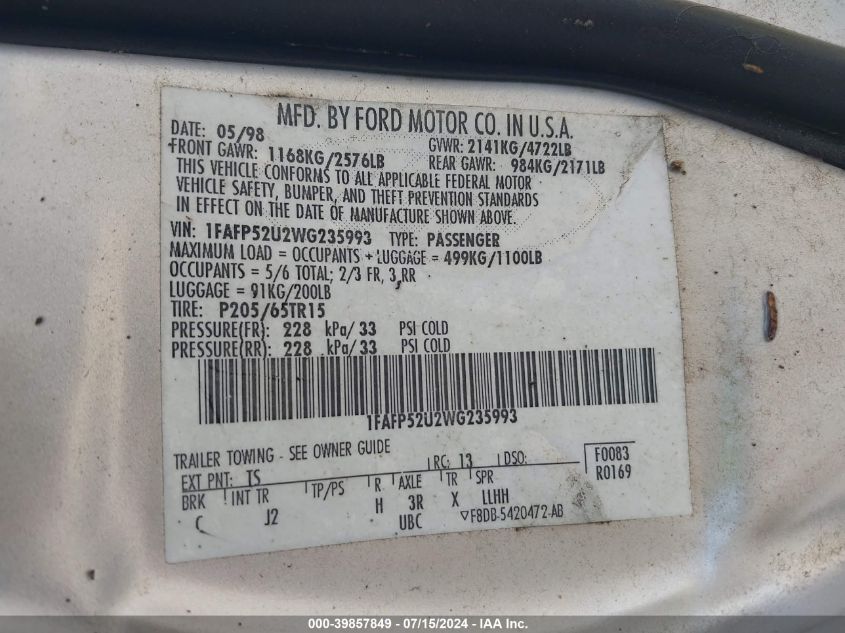 MFD. BY FORD MOTOR CO. IN U.S.A.
DATE: 05/98 GVWR: 2141KG/4722LB
FRONT GAWR: 1168KG/2576LB REAR GAWR: 984KG/2171LB
THIS VEHICLE CONFORMS TO ALL APPLICABLE FEDERAL MOTOR
VEHICLE SAFETY, BUMPER, AND THEFT PREVENTION STANDARDS
IN EFFECT ON THE DATE OF MANUFACTURE SHOWN ABOVE.
VIN: 1FAFP52U2WG235993 TYPE: PASSENGER
MAXIMUM LOAD = OCCUPANTS + LUGGAGE = 499KG/1100LB
OCCUPANTS = 5/6 TOTAL; 2/3 FR, 3 RR
LUGGAGE = 91KG/200LB
TIRE: P205/65TR15
PRESSURE(FR): 228 kPa/33 PSI COLD
PRESSURE(RR): 228 kPa/33 PSI COLD
1FAFP52U2WG235993
TRAILER TOWING - SEE OWNER GUIDE
EXT PNT: TS RC: 13 DSO: F0083
R0169
BRK INT TR TP/PS R AXLE TR SPR
C J2 H 3R X LLHH
UBC ▽F8DB-5420472-AB
000-39857849 - 07/15/2024 - IAAI.com